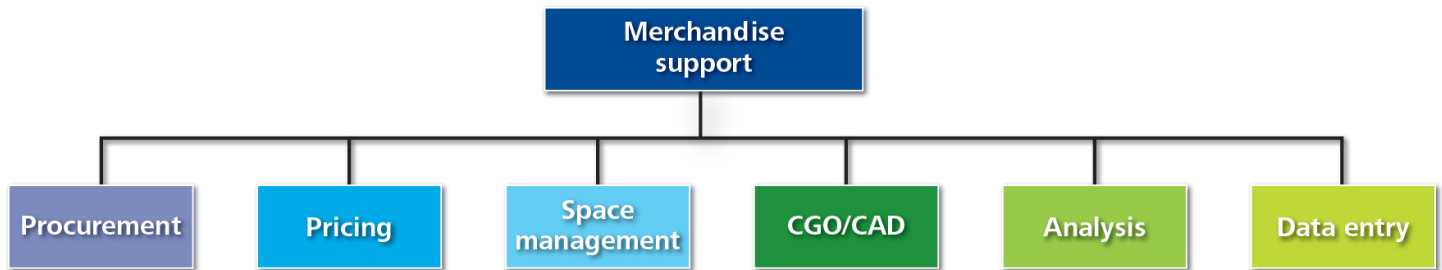 Merchandise
support
Procurement
Pricing
Space
management
CGO/CAD
Analysis
Data entry